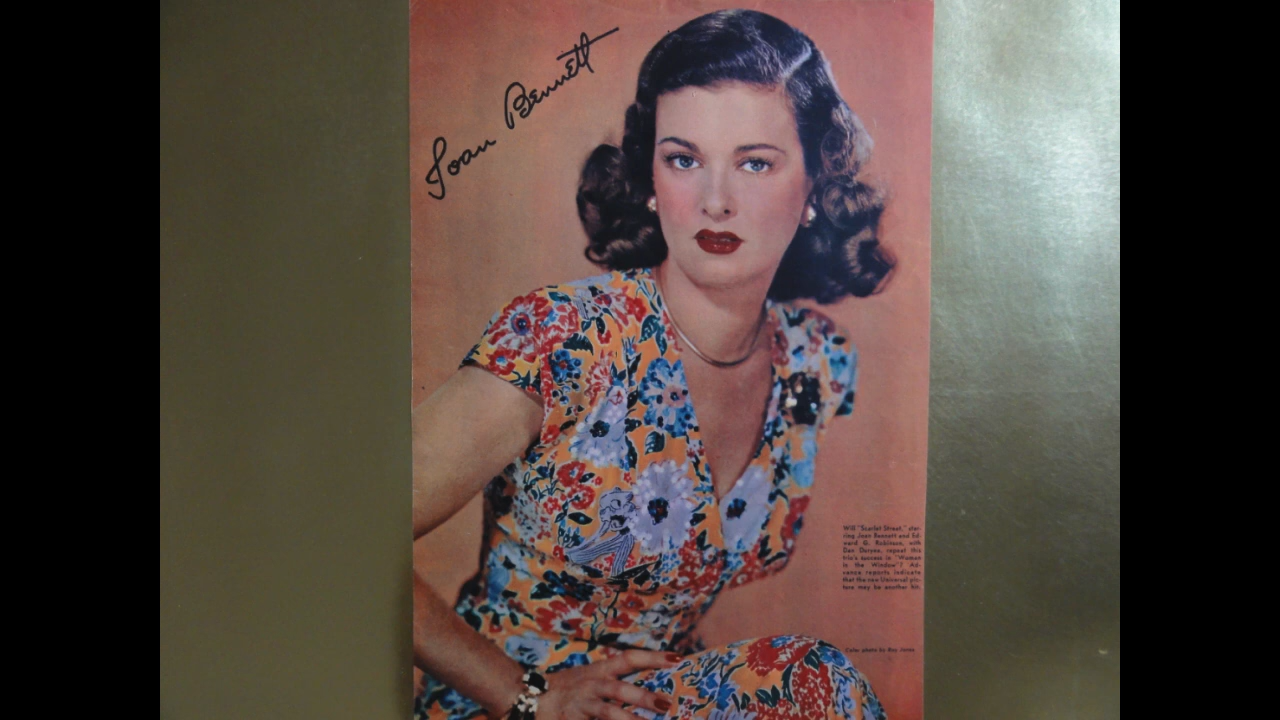 Joan Bennett
Will "Scarlet Street," star-
ring Joan Bennett and Ed-
ward G. Robinson, with
Dan Duryea, repeat this
trio's success in "Woman
in the Window"? Ad-
vance reports indicate
that the new Universal pic-
ture may be another hit.
Color photo by Ray Jones